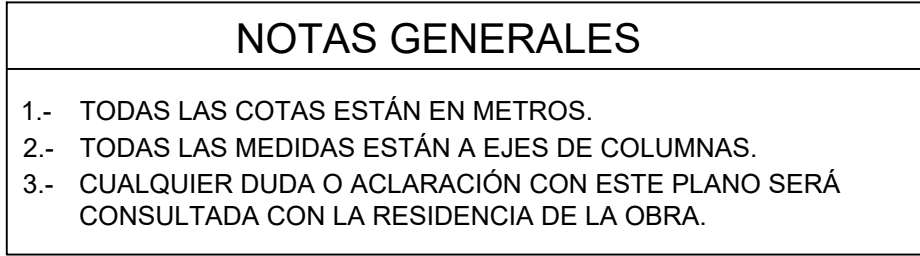 NOTAS GENERALES
1.- TODAS LAS COTAS ESTÁN EN METROS.
2.- TODAS LAS MEDIDAS ESTÁN A EJES DE COLUMNAS.
3.- CUALQUIER DUDA O ACLARACIÓN CON ESTE PLANO SERÁ
CONSULTADA CON LA RESIDENCIA DE LA OBRA.